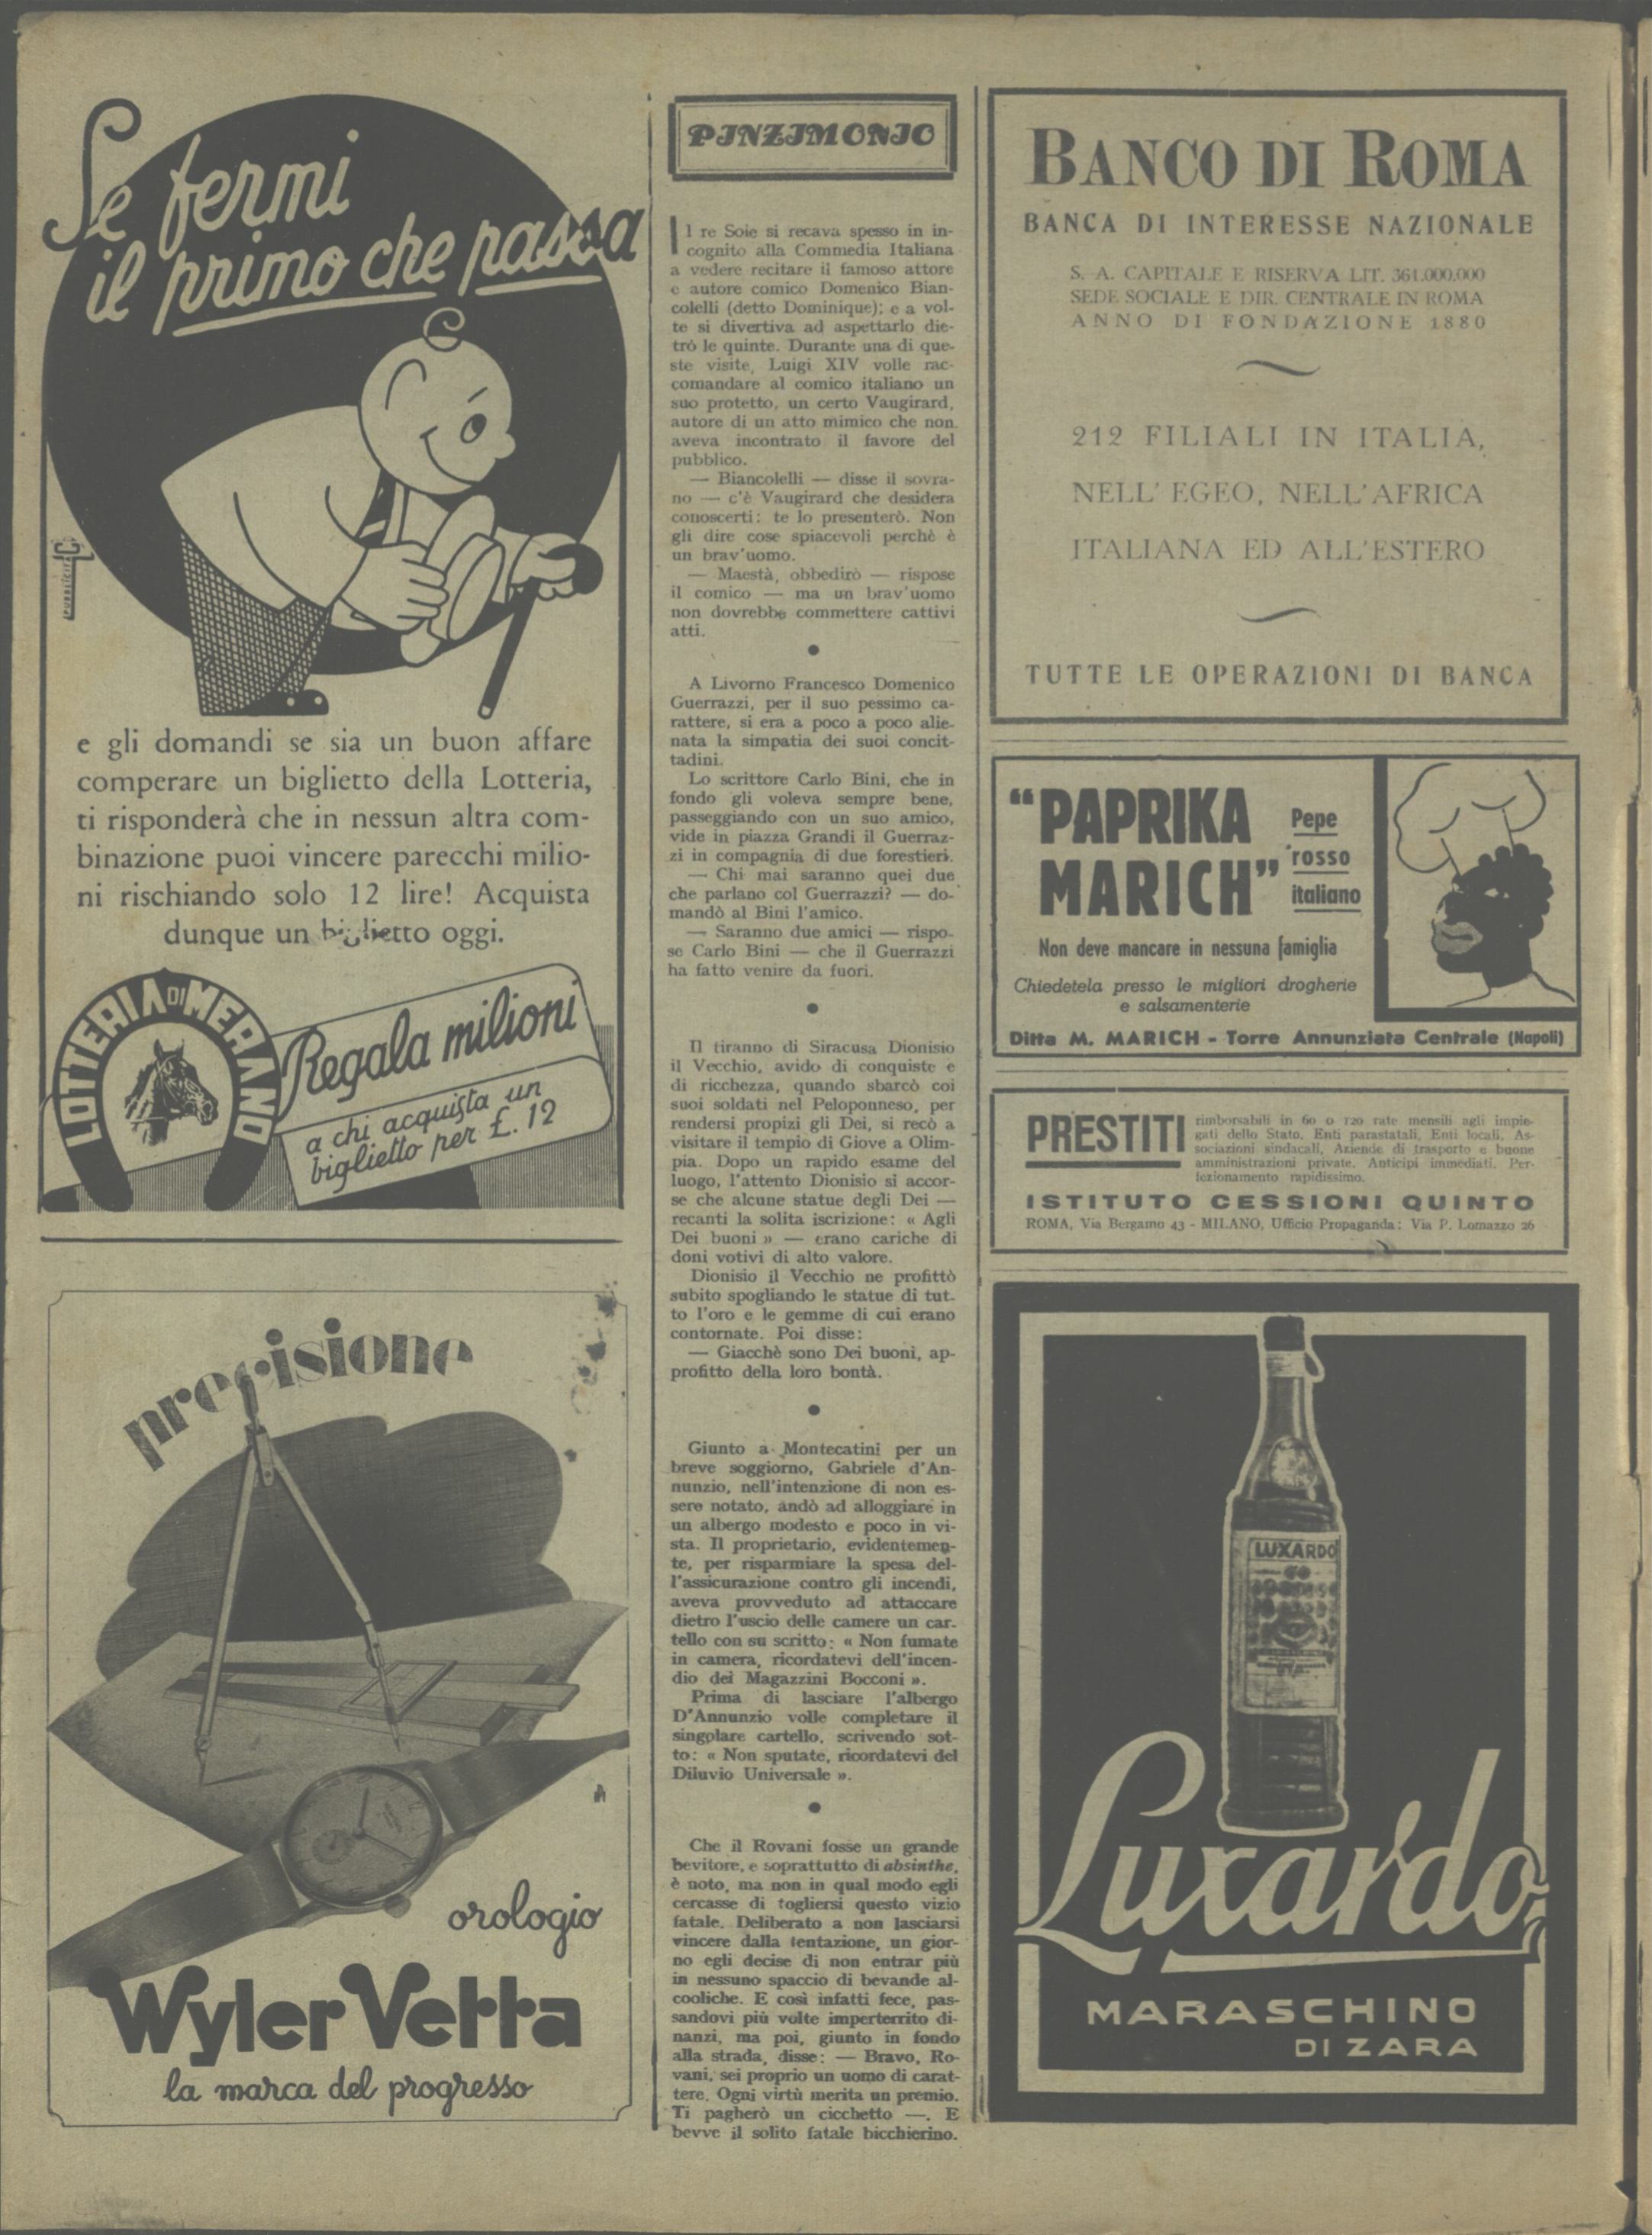 Se fermi
il primo che passa
PUBBLICITÀ
e gli domandi se sia un buon affare
comperare un biglietto della Lotteria,
ti risponderà che in nessun altra com-
binazione puoi vincere parecchi milio-
ni rischiando solo 12 lire! Acquista
dunque un biglietto oggi.
LOTTERIA DI MERANO
Regala milioni
a chi acquista un
biglietto per £. 12
precisione
orologio
Wyler Vetta
la marca del progresso
PINZIMONIO
Il re Sole si recava spesso in in-
cognito alla Commedia Italiana
a vedere recitare il famoso attore
e autore comico Domenico Bian-
colelli (detto Dominique); e a vol-
te si divertiva ad aspettarlo die-
trò le quinte. Durante una di que-
ste visite, Luigi XIV volle rac-
comandare al comico italiano un
suo protetto, un certo Vaugirard,
autore di un atto mimico che non
aveva incontrato il favore del
pubblico.
— Biancolelli — disse il sovra-
no — c'è Vaugirard che desidera
conoscerti: te lo presenterò. Non
gli dire cose spiacevoli perchè è
un brav'uomo.
— Maestà, obbedirò — rispose
il comico — ma un brav'uomo
non dovrebbe commettere cattivi
atti.
●
A Livorno Francesco Domenico
Guerrazzi, per il suo pessimo ca-
rattere, si era a poco a poco alie-
nata la simpatia dei suoi concit-
tadini.
Lo scrittore Carlo Bini, che in
fondo gli voleva sempre bene,
passeggiando con un suo amico,
vide in piazza Grandi il Guerraz-
zi in compagnia di due forestieri.
— Chi mai saranno quei due
che parlano col Guerrazzi? — do-
mandò al Bini l'amico.
— Saranno due amici — rispo-
se Carlo Bini — che il Guerrazzi
ha fatto venire da fuori.
●
Il tiranno di Siracusa Dionisio
il Vecchio, avido di conquiste e
di ricchezza, quando sbarcò coi
suoi soldati nel Peloponneso, per
rendersi propizi gli Dei, si recò a
visitare il tempio di Giove a Olim-
pia. Dopo un rapido esame del
luogo, l'attento Dionisio si accor-
se che alcune statue degli Dei —
recanti la solita iscrizione: « Agli
Dei buoni » — erano cariche di
doni votivi di alto valore.
Dionisio il Vecchio ne profittò
subito spogliando le statue di tut-
to l'oro e le gemme di cui erano
contornate. Poi disse:
— Giacchè sono Dei buoni, ap-
profitto della loro bontà.
●
Giunto a Montecatini per un
breve soggiorno, Gabriele d'An-
nunzio, nell'intenzione di non es-
sere notato, andò ad alloggiare in
un albergo modesto e poco in vi-
sta. Il proprietario, evidentemen-
te, per risparmiare la spesa del-
l'assicurazione contro gli incendi,
aveva provveduto ad attaccare
dietro l'uscio delle camere un car-
tello con su scritto: « Non fumate
in camera, ricordatevi dell'incen-
dio dei Magazzini Bocconi ».
Prima di lasciare l'albergo
D'Annunzio volle completare il
singolare cartello, scrivendo sot-
to: « Non sputate, ricordatevi del
Diluvio Universale ».
●
Che il Rovani fosse un grande
bevitore, e soprattutto di absinthe,
è noto, ma non in qual modo egli
cercasse di togliersi questo vizio
fatale. Deliberato a non lasciarsi
vincere dalla tentazione, un gior-
no egli decise di non entrar più
in nessuno spaccio di bevande al-
cooliche. E così infatti fece, pas-
sandovi più volte imperterrito di-
nanzi, ma poi, giunto in fondo
alla strada, disse: — Bravo, Ro-
vani, sei proprio un uomo di carat-
tere. Ogni virtù merita un premio.
Ti pagherò un cicchetto —. E
bevve il solito fatale bicchierino.
BANCO DI ROMA
BANCA DI INTERESSE NAZIONALE
S. A. CAPITALE E RISERVA LIT. 361.000.000
SEDE SOCIALE E DIR. CENTRALE IN ROMA
ANNO DI FONDAZIONE 1880
212 FILIALI IN ITALIA,
NELL' EGEO, NELL'AFRICA
ITALIANA ED ALL'ESTERO
TUTTE LE OPERAZIONI DI BANCA
"PAPRIKA
MARICH"
Pepe
rosso
italiano
Non deve mancare in nessuna famiglia
Chiedetela presso le migliori drogherie
e salsamenterie
Ditta M. MARICH - Torre Annunziata Centrale (Napoli)
PRESTITI
rimborsabili in 60 o 120 rate mensili agli impie-
gati dello Stato, Enti parastatali, Enti locali, As-
sociazioni sindacali, Aziende di trasporto e buone
amministrazioni private. Anticipi immediati. Per-
fezionamento rapidissimo.
ISTITUTO CESSIONI QUINTO
ROMA, Via Bergamo 43 - MILANO, Ufficio Propaganda: Via P. Lomazzo 26
LUXARDO
Luxardo
MARASCHINO
DI ZARA